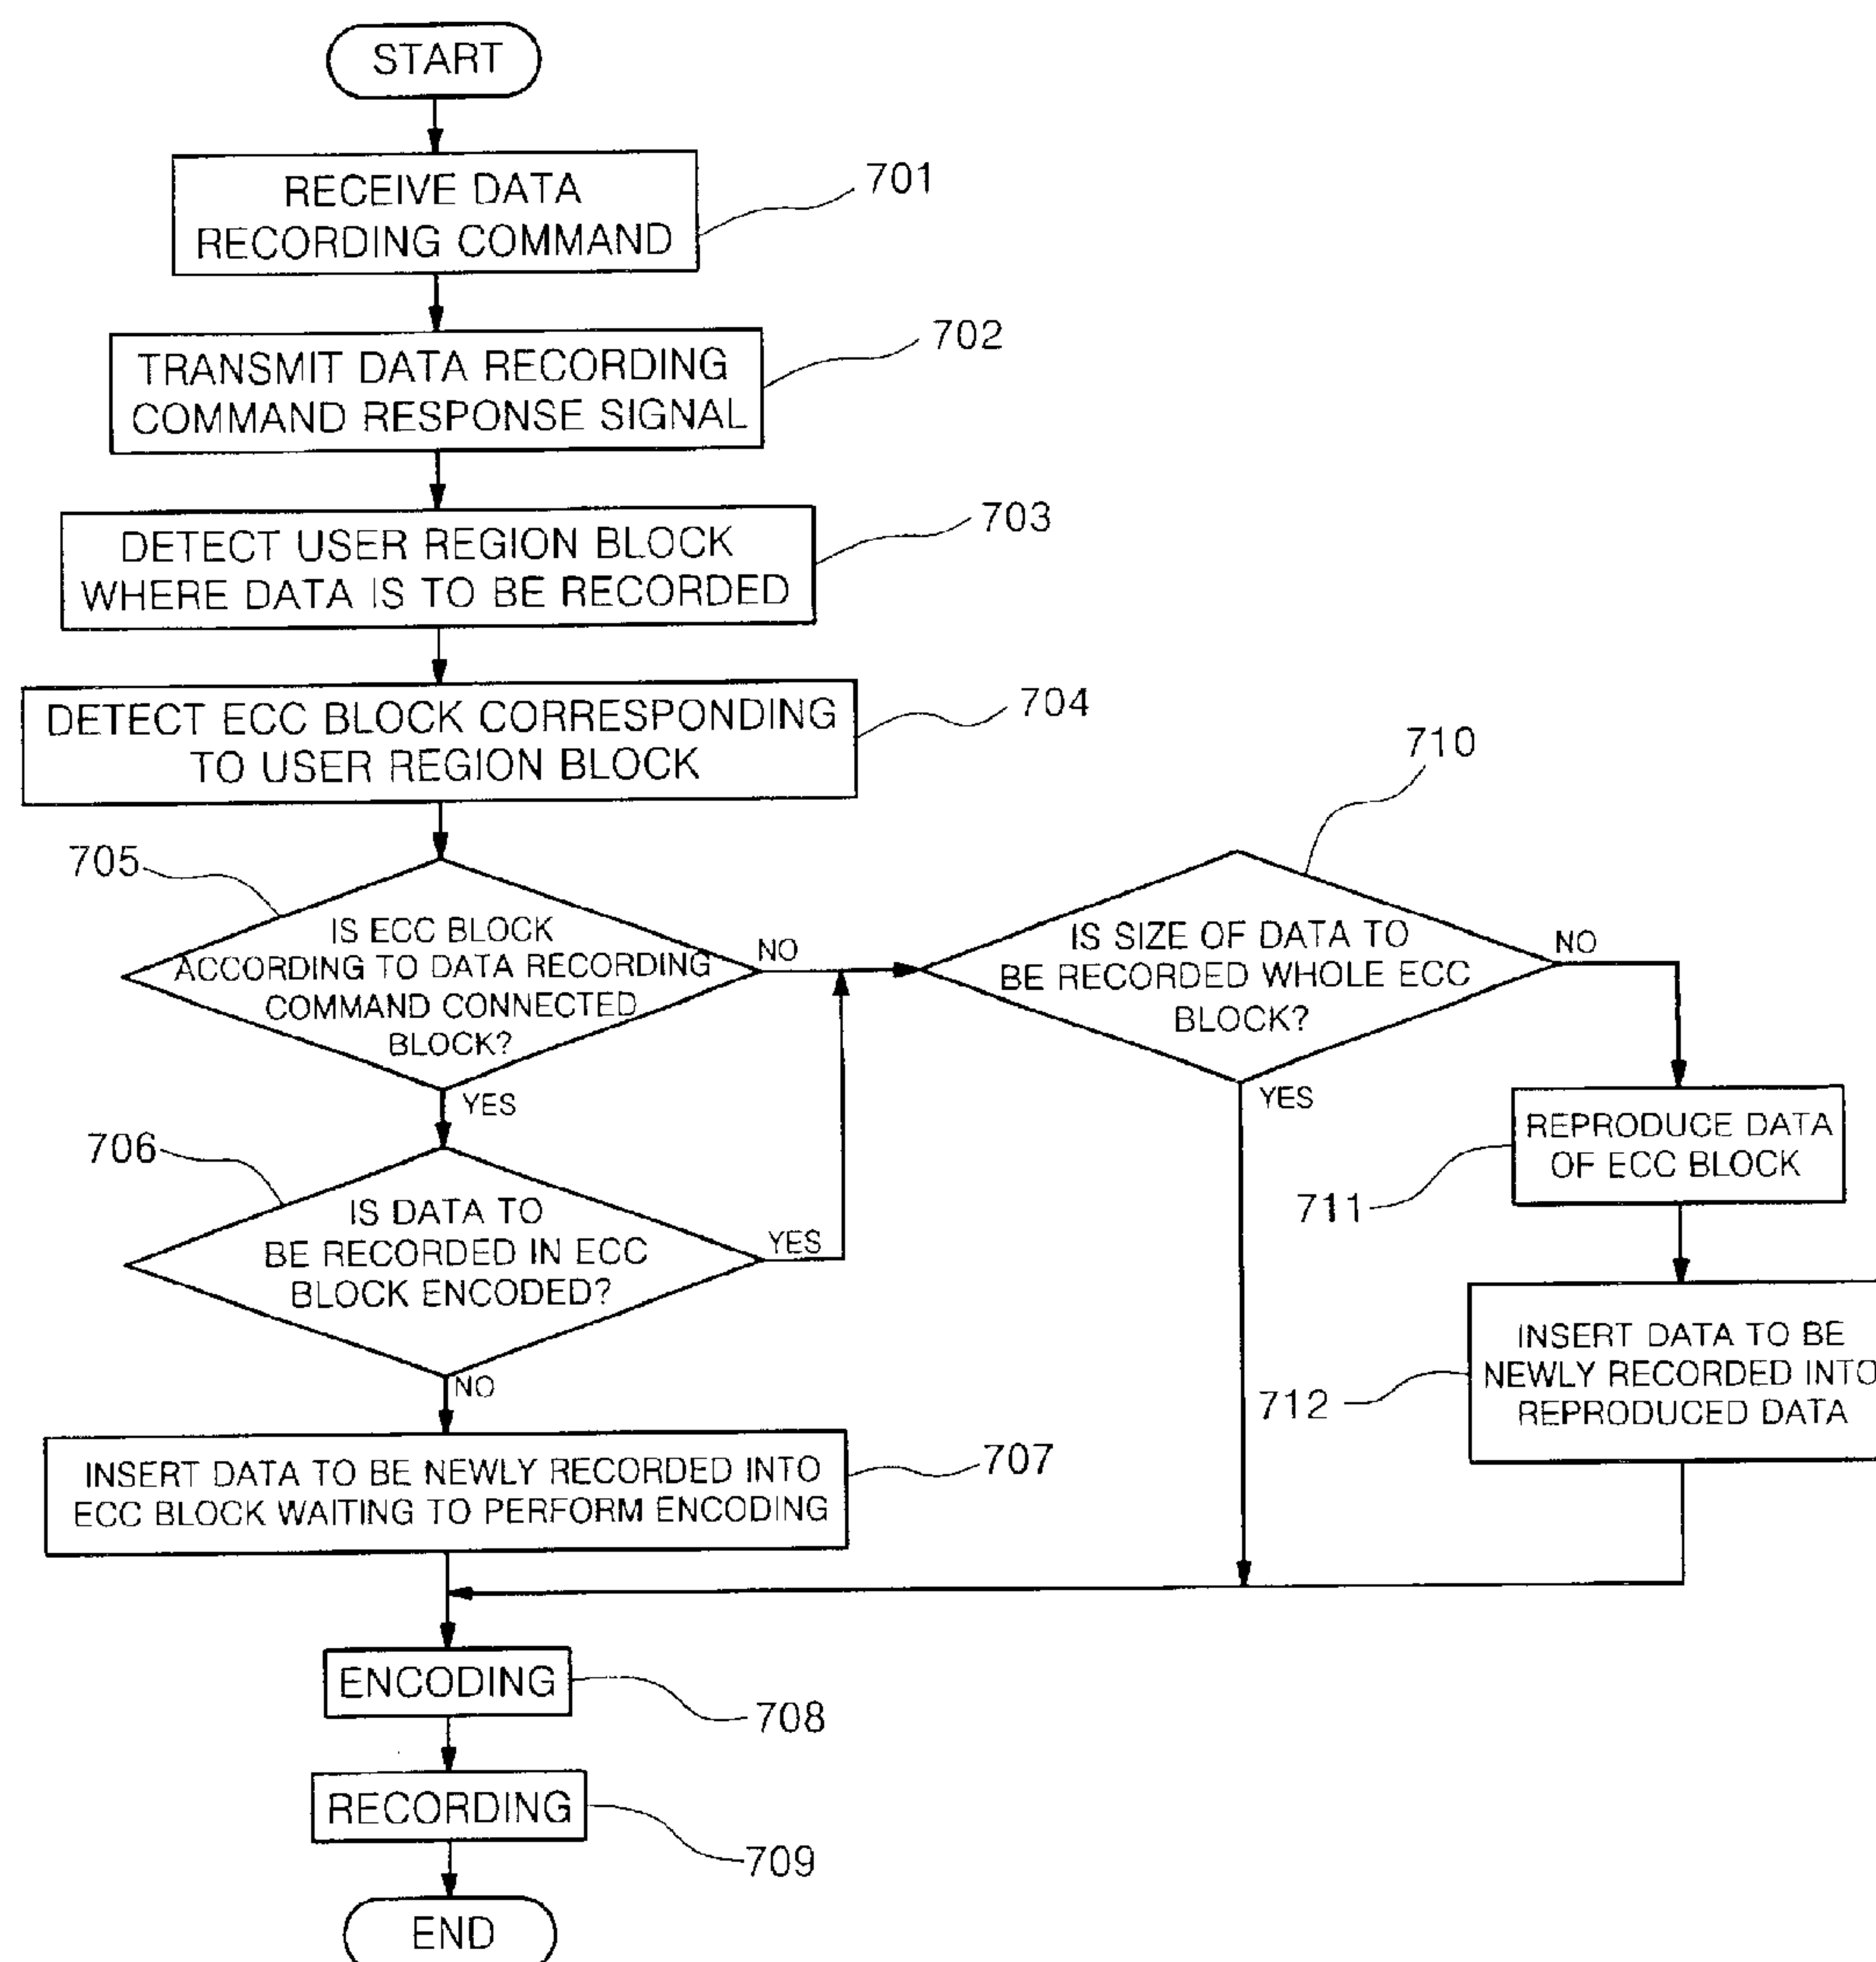 START
RECEIVE DATA
RECORDING COMMAND
701
TRANSMIT DATA RECORDING
COMMAND RESPONSE SIGNAL
702
DETECT USER REGION BLOCK
WHERE DATA IS TO BE RECORDED
703
DETECT ECC BLOCK CORRESPONDING
TO USER REGION BLOCK
704
705
IS ECC BLOCK
ACCORDING TO DATA RECORDING
COMMAND CONNECTED
BLOCK?
NO
YES
710
IS SIZE OF DATA TO
BE RECORDED WHOLE ECC
BLOCK?
NO
YES
706
IS DATA TO
BE RECORDED IN ECC
BLOCK ENCODED?
YES
NO
REPRODUCE DATA
OF ECC BLOCK
711
INSERT DATA TO BE
NEWLY RECORDED INTO
REPRODUCED DATA
712
INSERT DATA TO BE NEWLY RECORDED INTO
ECC BLOCK WAITING TO PERFORM ENCODING
707
ENCODING
708
RECORDING
709
END